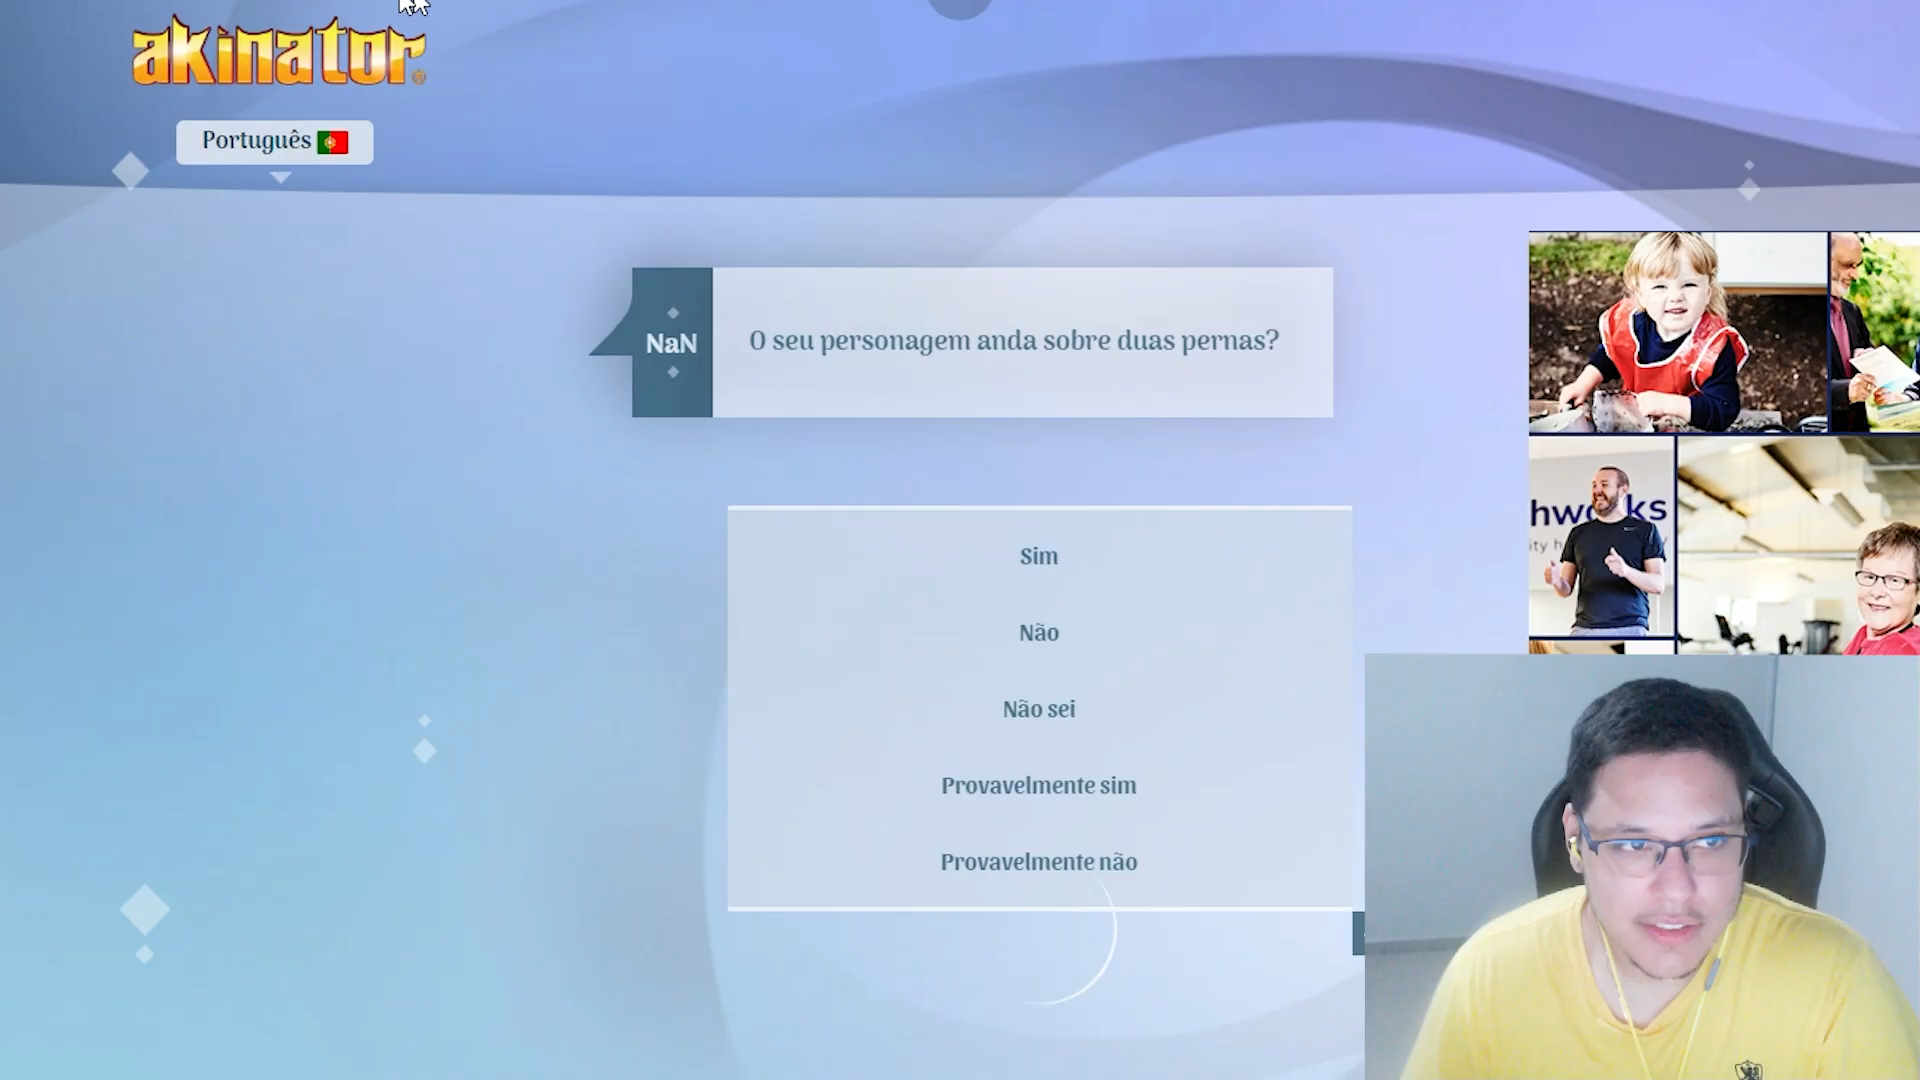 akinator®
Português
NaN
O seu personagem anda sobre duas pernas?
Sim
Não
Não sei
Provavelmente sim
Provavelmente não